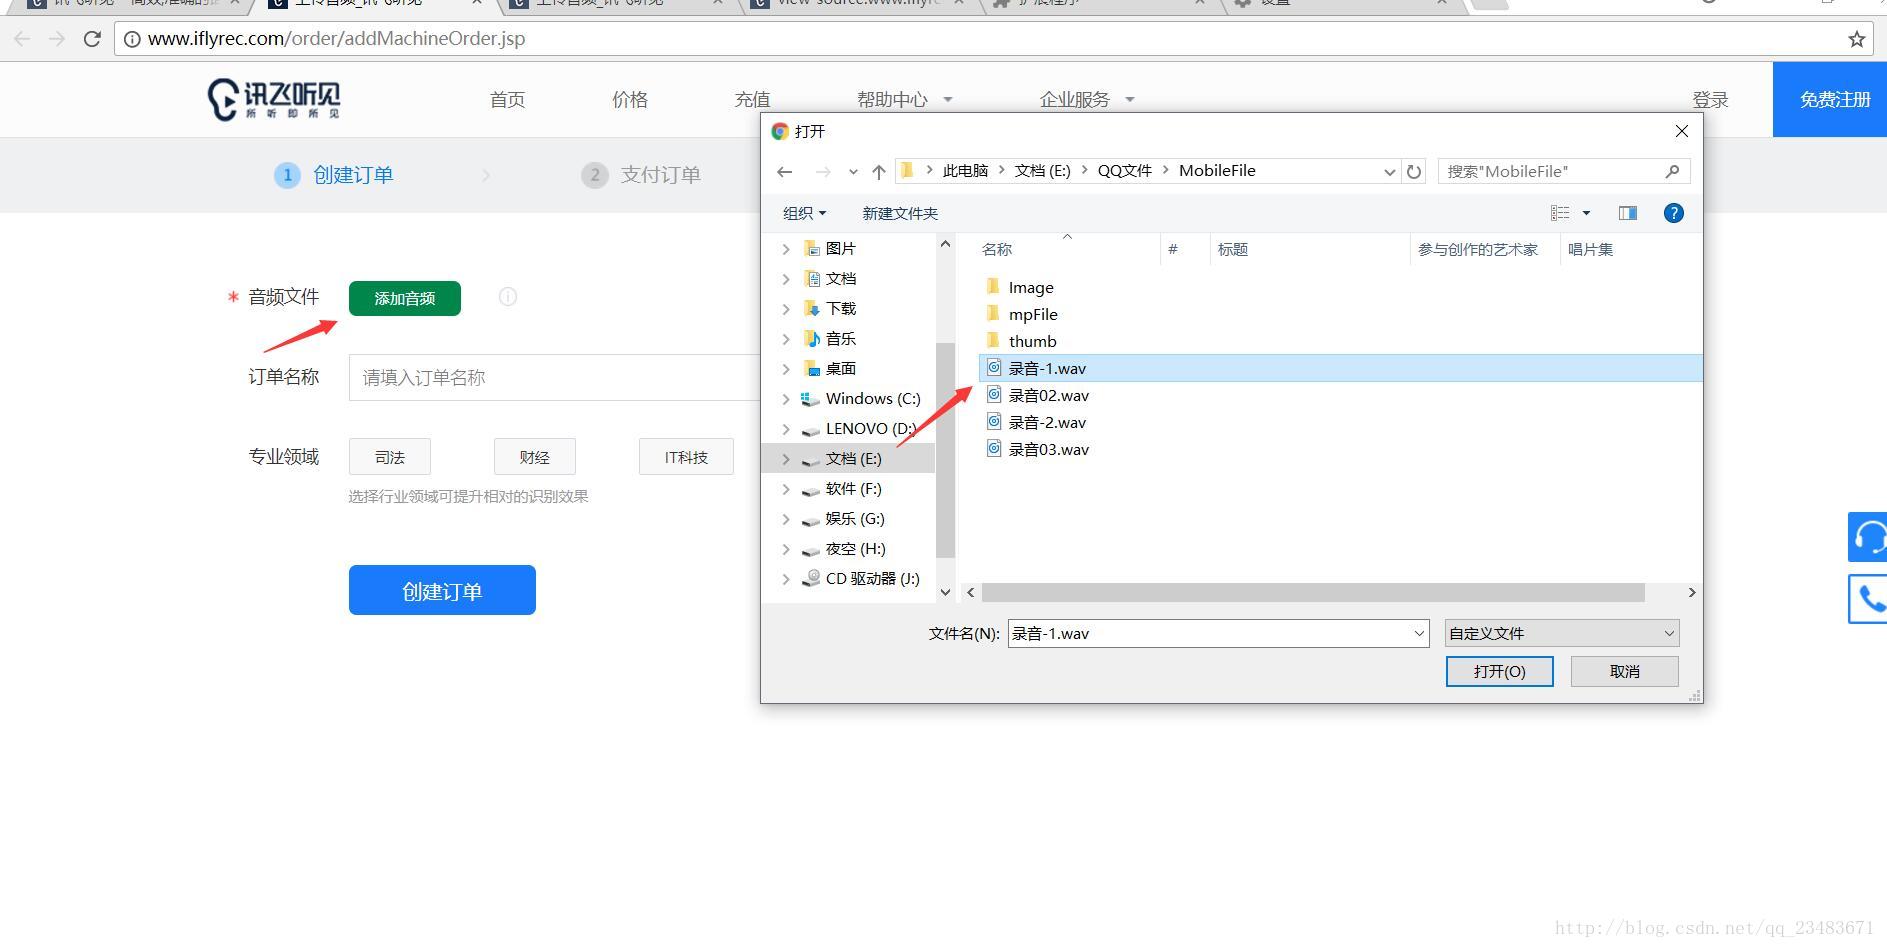 www.iflyrec.com/order/addMachineOrder.jsp
讯飞听见
所听即所见
首页 价格 充值 帮助中心 企业服务 登录 免费注册
1 创建订单 2 支付订单
* 音频文件 添加音频
订单名称 请填入订单名称
专业领域 司法 财经 IT科技
选择行业领域可提升相对的识别效果
创建订单
打开
此电脑 文档 (E:) QQ文件 MobileFile
搜索"MobileFile"
组织 新建文件夹
图片
文档
下载
音乐
桌面
Windows (C:)
LENOVO (D:)
文档 (E:)
软件 (F:)
娱乐 (G:)
夜空 (H:)
CD 驱动器 (J:)
名称 # 标题 参与创作的艺术家 唱片集
Image
mpFile
thumb
录音-1.wav
录音02.wav
录音-2.wav
录音03.wav
文件名(N): 录音-1.wav 自定义文件
打开(O) 取消
http://blog.csdn.net/qq_23483671